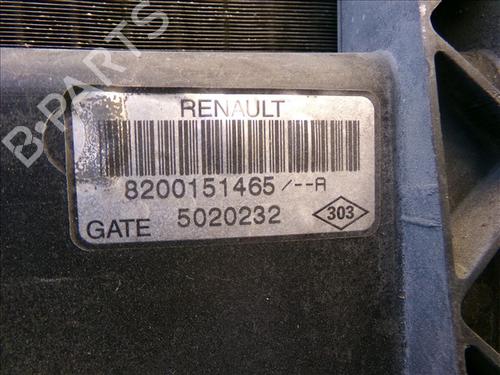 B-PARTS
RENAULT
8200151465/--A
GATE 5020232 303